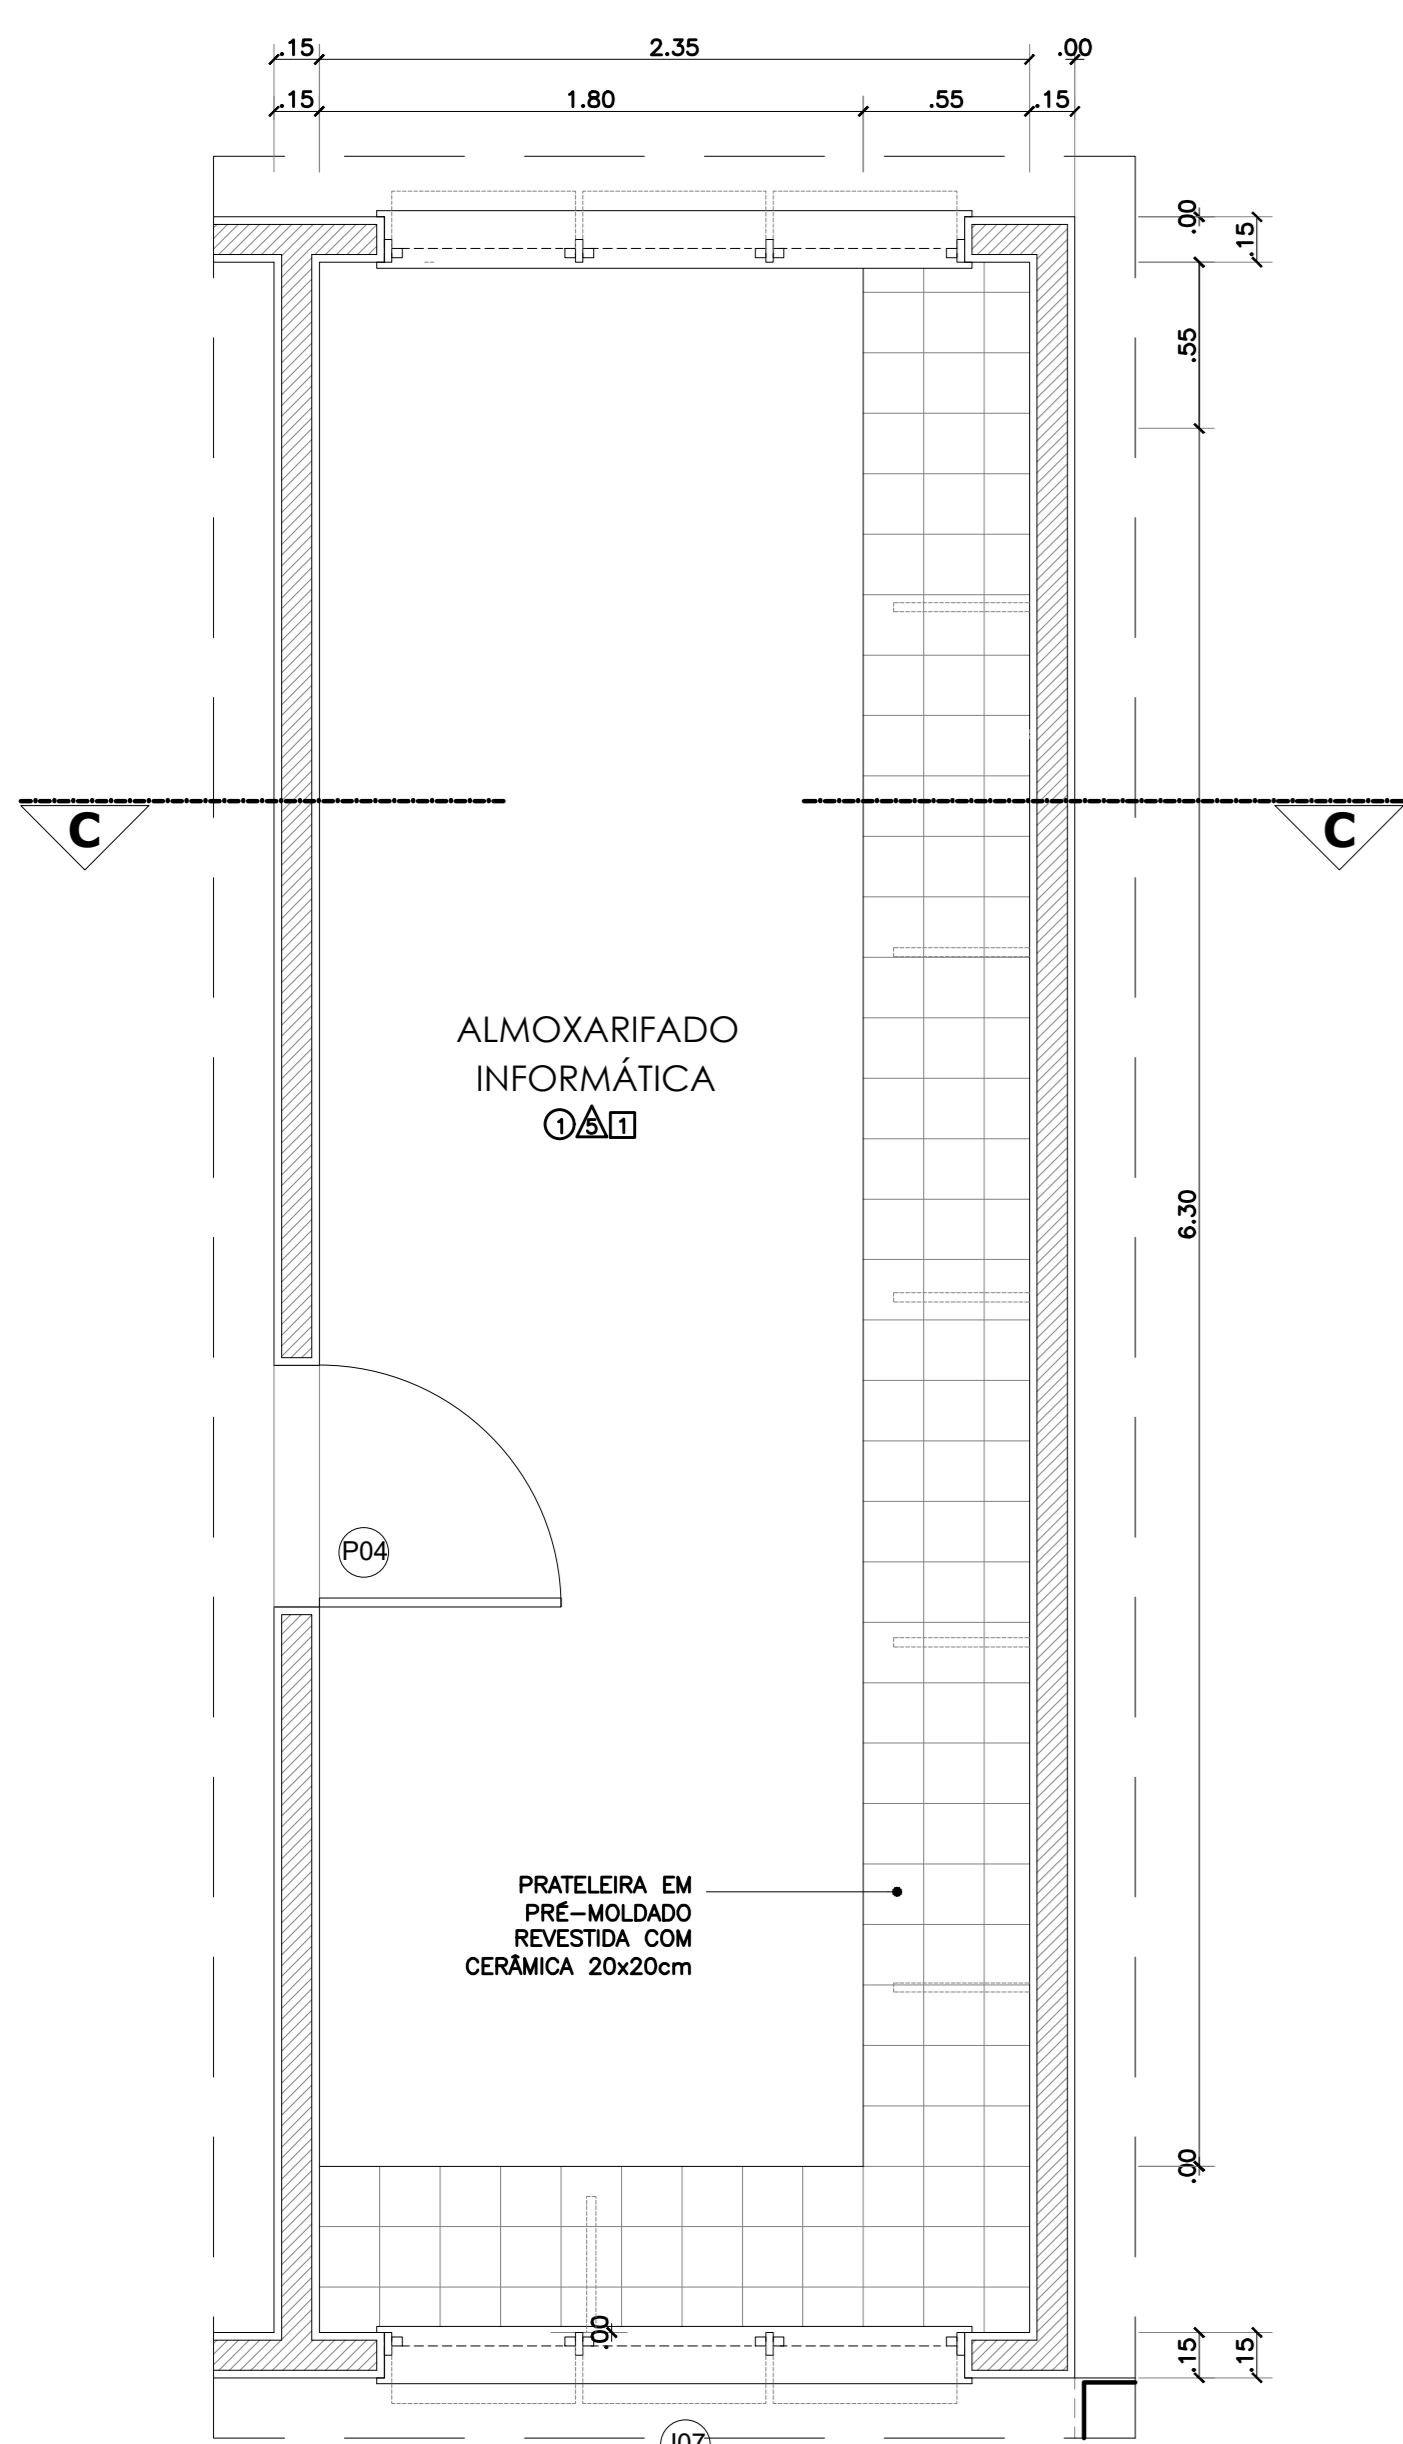 .15 2.35 .00
.15 1.80 .55 .15
.00
.15
.55
C C
ALMOXARIFADO
INFORMÁTICA
1 5 1
6.30
P04
PRATELEIRA EM
PRÉ-MOLDADO
REVESTIDA COM
CERÂMICA 20x20cm
.00
.00
.15 .15
J07